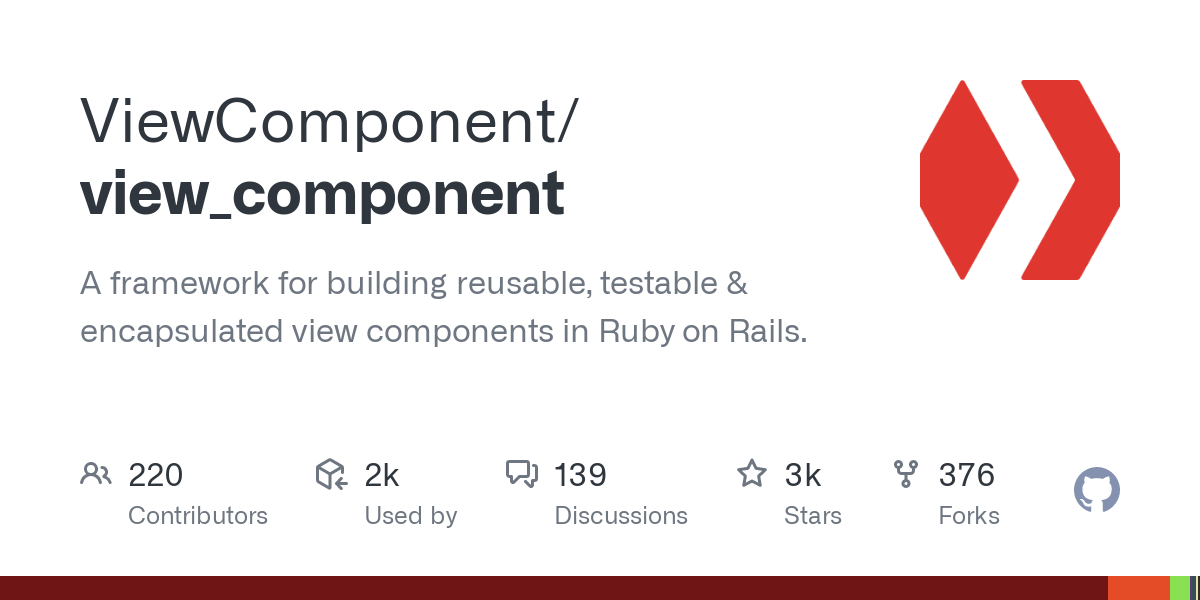 ViewComponent/
view_component
A framework for building reusable, testable &
encapsulated view components in Ruby on Rails.
220 2k 139 3k 376
Contributors Used by Discussions Stars Forks